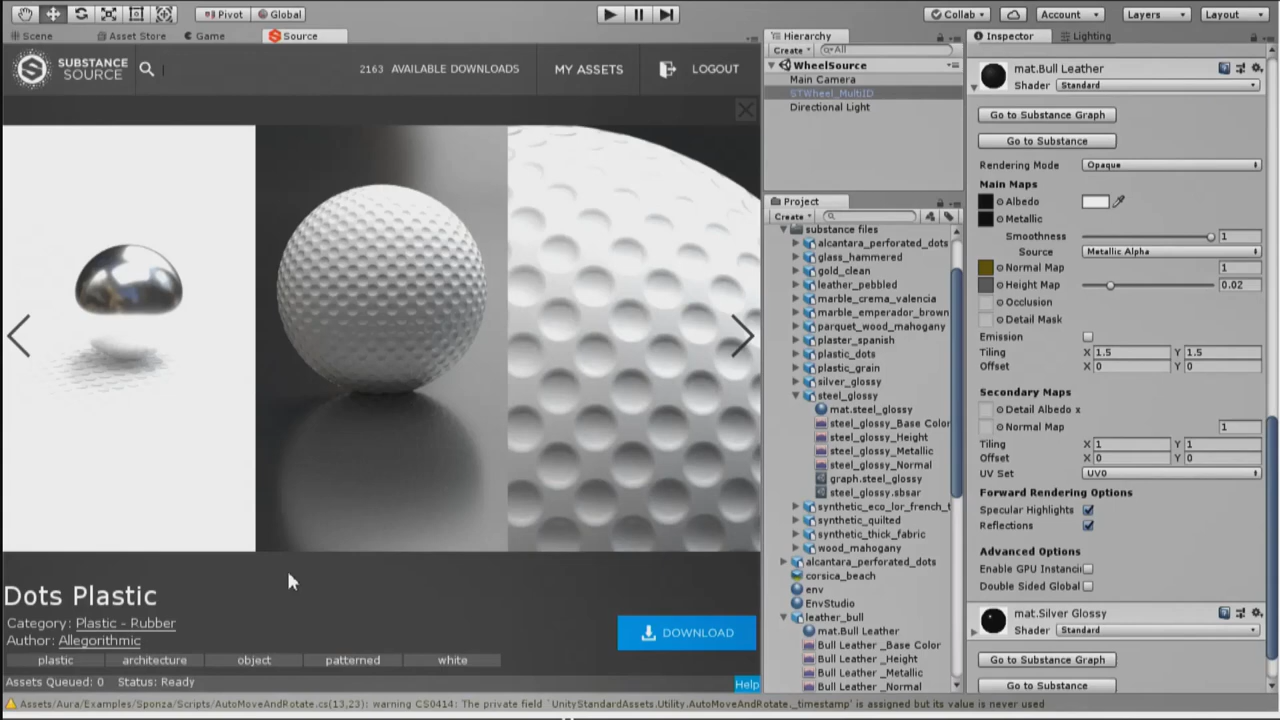 Pivot Global Collab Account Layers Layout
Scene Asset Store Game Source
SUBSTANCE SOURCE 2163 AVAILABLE DOWNLOADS MY ASSETS LOGOUT
Dots Plastic
Category: Plastic - Rubber
Author: Allegorithmic
DOWNLOAD
plastic architecture object patterned white
Assets Queued: 0 Status: Ready Help
Hierarchy
Create All
WheelSource
Main Camera
STWheel_MultiID
Directional Light
Project
Create
substance files
alcantara_perforated_dots
glass_hammered
gold_clean
leather_pebbled
marble_crema_valencia
marble_emperador_brown
parquet_wood_mahogany
plaster_spanish
plastic_dots
plastic_grain
silver_glossy
steel_glossy
mat.steel_glossy
steel_glossy_Base Color
steel_glossy_Height
steel_glossy_Metallic
steel_glossy_Normal
graph.steel_glossy
steel_glossy.sbsar
synthetic_eco_lor_french_t
synthetic_quilted
synthetic_thick_fabric
wood_mahogany
alcantara_perforated_dots
corsica_beach
env
EnvStudio
leather_bull
mat.Bull Leather
Bull Leather _Base Color
Bull Leather _Height
Bull Leather _Metallic
Bull Leather _Normal
Inspector Lighting
mat.Bull Leather
Shader Standard
Go to Substance Graph
Go to Substance
Rendering Mode Opaque
Main Maps
Albedo
Metallic
Smoothness 1
Source Metallic Alpha
Normal Map 1
Height Map 0.02
Occlusion
Detail Mask
Emission
Tiling X 1.5 Y 1.5
Offset X 0 Y 0
Secondary Maps
Detail Albedo x
Normal Map 1
Tiling X 1 Y 1
Offset X 0 Y 0
UV Set UV0
Forward Rendering Options
Specular Highlights
Reflections
Advanced Options
Enable GPU Instancin
Double Sided Global
mat.Silver Glossy
Shader Standard
Go to Substance Graph
Go to Substance
Assets/Aura/Examples/Sponza/Scripts/AutoMoveAndRotate.cs(13,23): warning CS0414: The private field `UnityStandardAssets.Utility.AutoMoveAndRotate._timestamp' is assigned but its value is never used